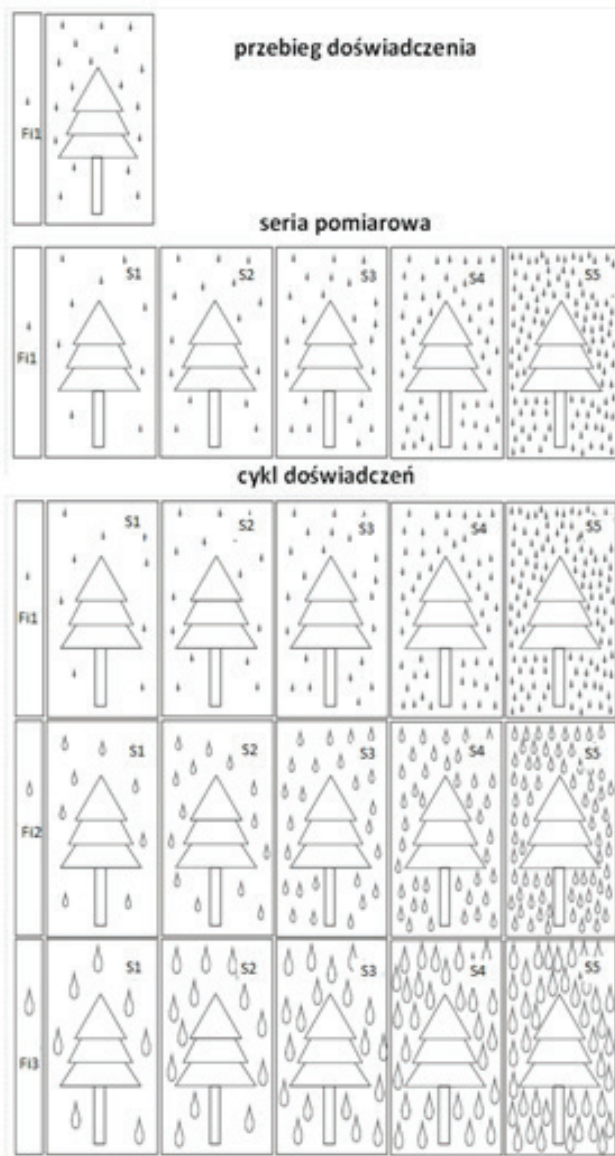 przebieg doświadczenia
Fi1
seria pomiarowa
Fi1 S1 S2 S3 S4 S5
cykl doświadczeń
Fi1 S1 S2 S3 S4 S5
Fi2 S1 S2 S3 S4 S5
Fi3 S1 S2 S3 S4 S5